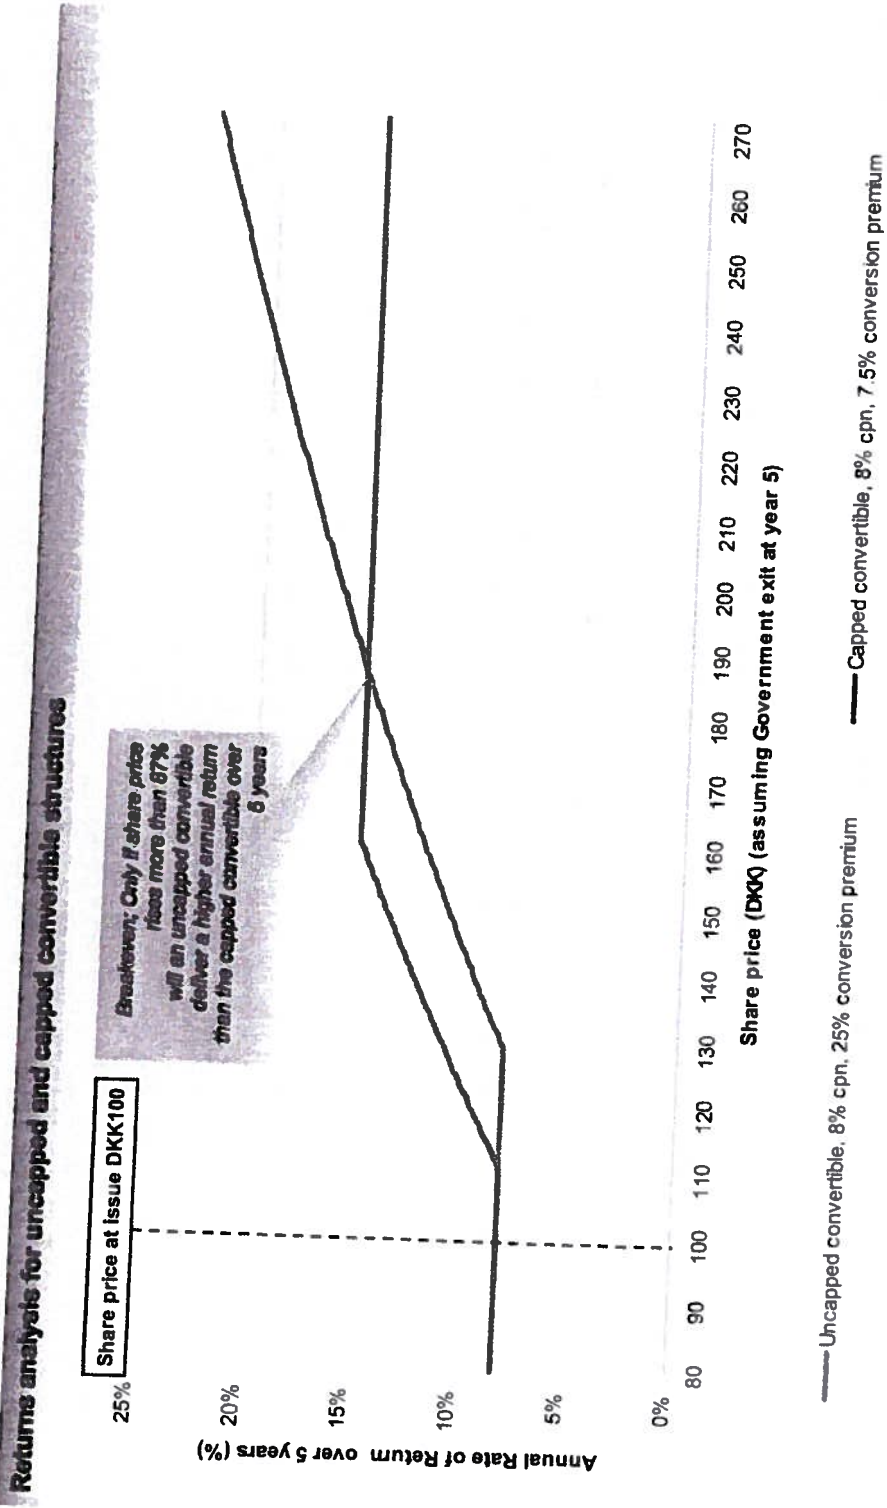 Returns analysis for uncapped and capped convertible structures
Share price at issue DKK100
Breakeven; Only if share price
rises more than 87%
will an uncapped convertible
deliver a higher annual return
than the capped convertible over
5 years
Annual Rate of Return over 5 years (%)
25%
20%
15%
10%
5%
0%
80 90 100 110 120 130 140 150 160 170 180 190 200 210 220 230 240 250 260 270
Share price (DKK) (assuming Government exit at year 5)
Uncapped convertible, 8% cpn, 25% conversion premium
Capped convertible, 8% cpn, 7.5% conversion premium